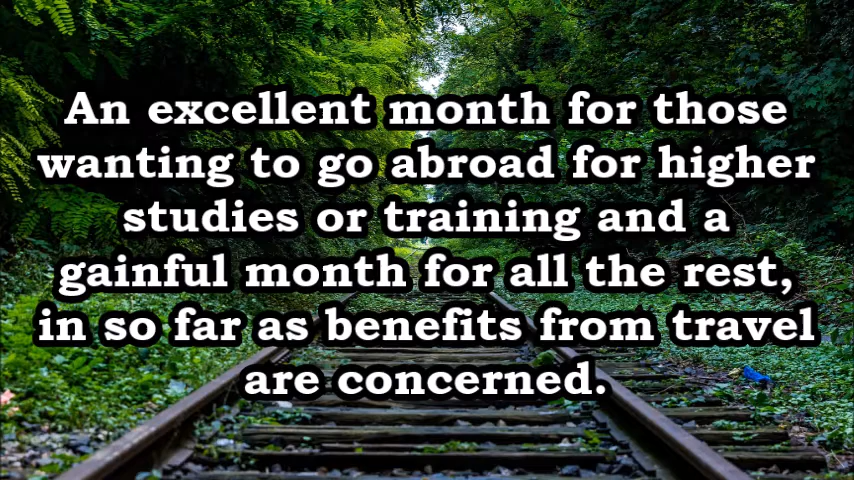 An excellent month for those
wanting to go abroad for higher
studies or training and a
gainful month for all the rest,
in so far as benefits from travel
are concerned.